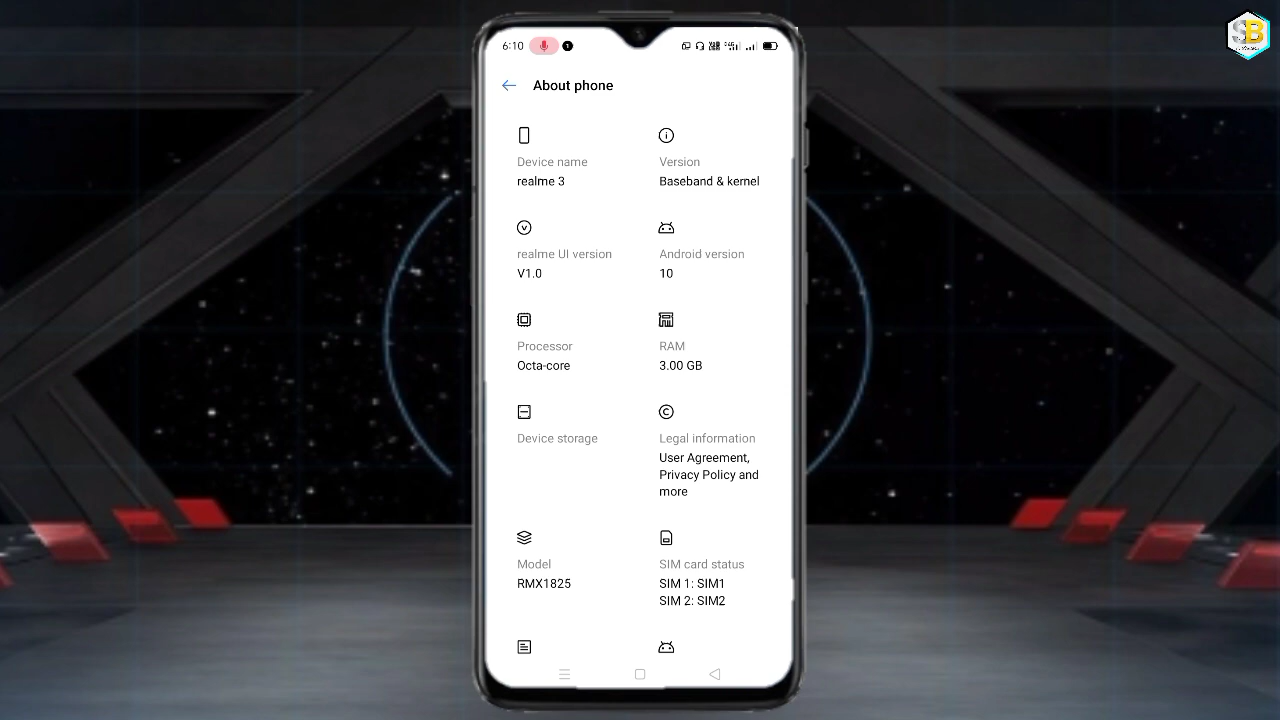 6:10
About phone
Device name
realme 3
Version
Baseband & kernel
realme UI version
V1.0
Android version
10
Processor
Octa-core
RAM
3.00 GB
Device storage
Legal information
User Agreement,
Privacy Policy and
more
Model
RMX1825
SIM card status
SIM 1: SIM1
SIM 2: SIM2
SB